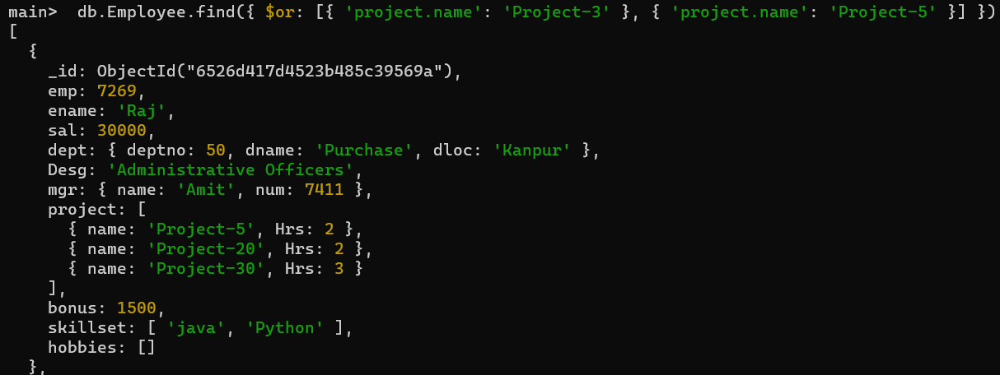 main>  db.Employee.find({ $or: [{ 'project.name': 'Project-3' }, { 'project.name': 'Project-5' }] })
[
  {
    _id: ObjectId("6526d417d4523b485c39569a"),
    emp: 7269,
    ename: 'Raj',
    sal: 30000,
    dept: { deptno: 50, dname: 'Purchase', dloc: 'Kanpur' },
    Desg: 'Administrative Officers',
    mgr: { name: 'Amit', num: 7411 },
    project: [
      { name: 'Project-5', Hrs: 2 },
      { name: 'Project-20', Hrs: 2 },
      { name: 'Project-30', Hrs: 3 }
    ],
    bonus: 1500,
    skillset: [ 'java', 'Python' ],
    hobbies: []
  },